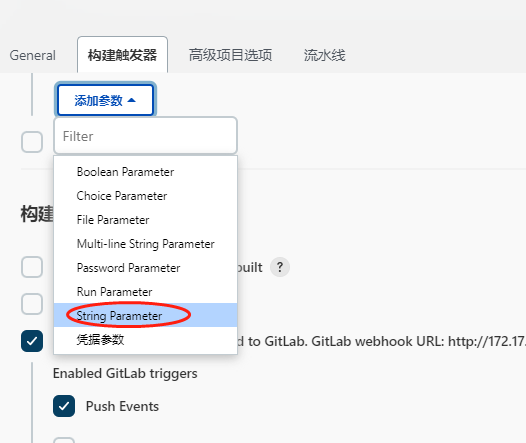 General 构建触发器 高级项目选项 流水线
添加参数
Filter
Boolean Parameter
Choice Parameter
File Parameter
Multi-line String Parameter
Password Parameter
Run Parameter
String Parameter
凭据参数
构建
built ?
d to GitLab. GitLab webhook URL: http://172.17.
Enabled GitLab triggers
Push Events